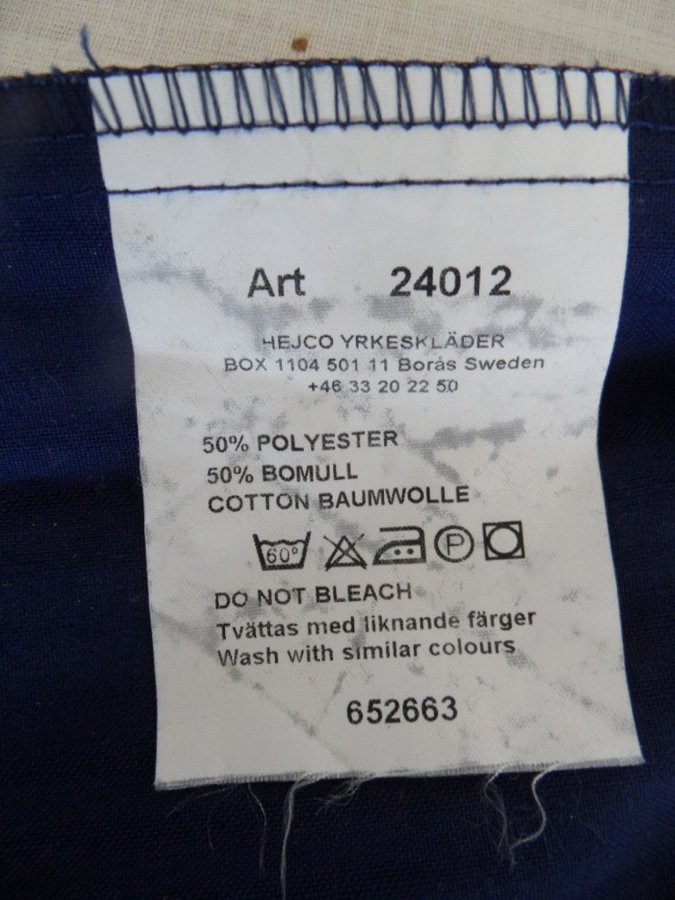 Art 24012
HEJCO YRKESKLÄDER
BOX 1104 501 11 Borås Sweden
+46 33 20 22 50
50% POLYESTER
50% BOMULL
COTTON BAUMWOLLE
60° P
DO NOT BLEACH
Tvättas med liknande färger
Wash with similar colours
652663